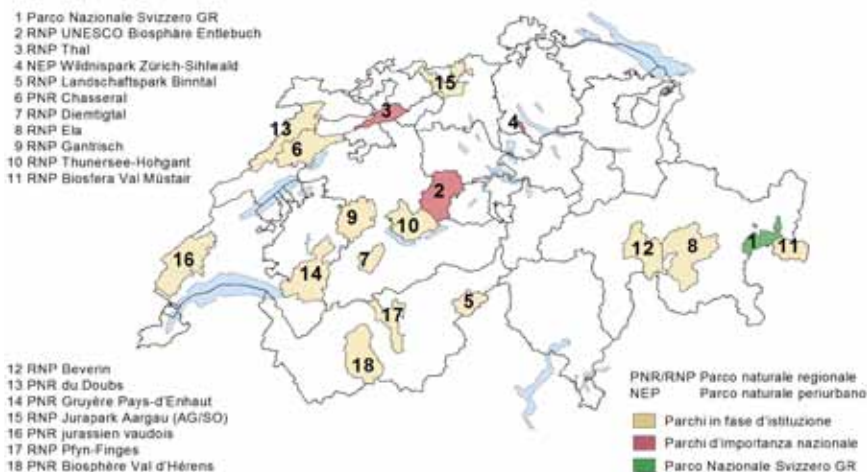 1 Parco Nazionale Svizzero GR
2 RNP UNESCO Biosphäre Entlebuch
3 RNP Thal
4 NEP Wildnispark Zürich-Sihlwald
5 RNP Landschaftspark Binntal
6 PNR Chasseral
7 RNP Diemtigtal
8 RNP Ela
9 RNP Gantrisch
10 RNP Thunersee-Hohgant
11 RNP Biosfera Val Müstair
15
3
4
13
6
2
9
10
1
11
12
8
16
7
14
5
17
18
12 RNP Beverin
13 PNR du Doubs
14 PNR Gruyère Pays-d'Enhaut
15 RNP Jurapark Aargau (AG/SO)
16 PNR jurassien vaudois
17 RNP Pfyn-Finges
18 PNR Biosphère Val d'Hérens
PNR/RNP Parco naturale regionale
NEP Parco naturale periurbano
Parchi in fase d'istituzione
Parchi d'importanza nazionale
Parco Nazionale Svizzero GR